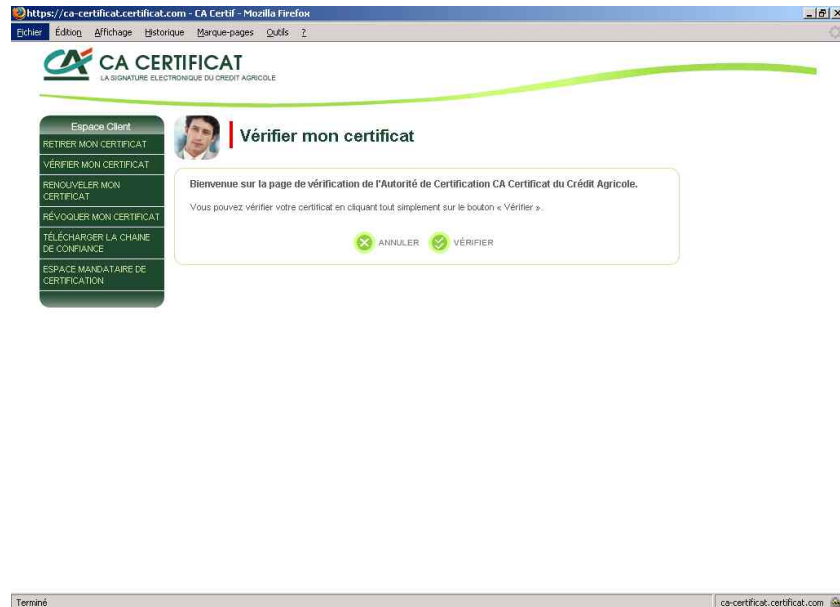 https://ca-certificat.certificat.com - CA Certif - Mozilla Firefox
Fichier Édition Affichage Historique Marque-pages Outils ?
CA CERTIFICAT
LA SIGNATURE ELECTRONIQUE DU CREDIT AGRICOLE
Espace Client
RETIRER MON CERTIFICAT
VÉRIFIER MON CERTIFICAT
RENOUVELER MON
CERTIFICAT
RÉVOQUER MON CERTIFICAT
TÉLÉCHARGER LA CHAINE
DE CONFIANCE
ESPACE MANDATAIRE DE
CERTIFICATION
Vérifier mon certificat
Bienvenue sur la page de vérification de l'Autorité de Certification CA Certificat du Crédit Agricole.
Vous pouvez vérifier votre certificat en cliquant tout simplement sur le bouton « Vérifier ».
ANNULER VÉRIFIER
Terminé ca-certificat.certificat.com